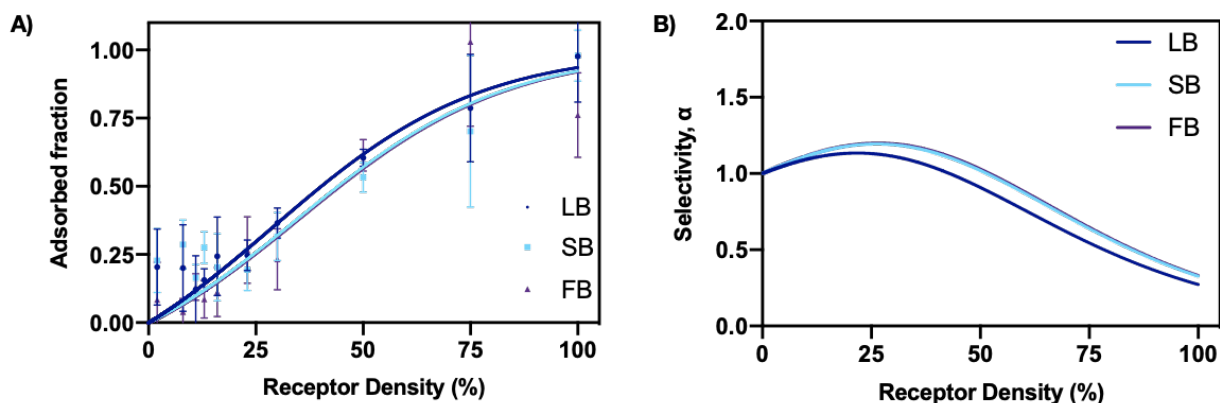 A)
Adsorbed fraction
1.00
0.75
0.50
0.25
0.00
0
25
50
75
100
Receptor Density (%)
LB
SB
FB
B)
Selectivity, α
2.0
1.5
1.0
0.5
0.0
0
25
50
75
100
Receptor Density (%)
LB
SB
FB